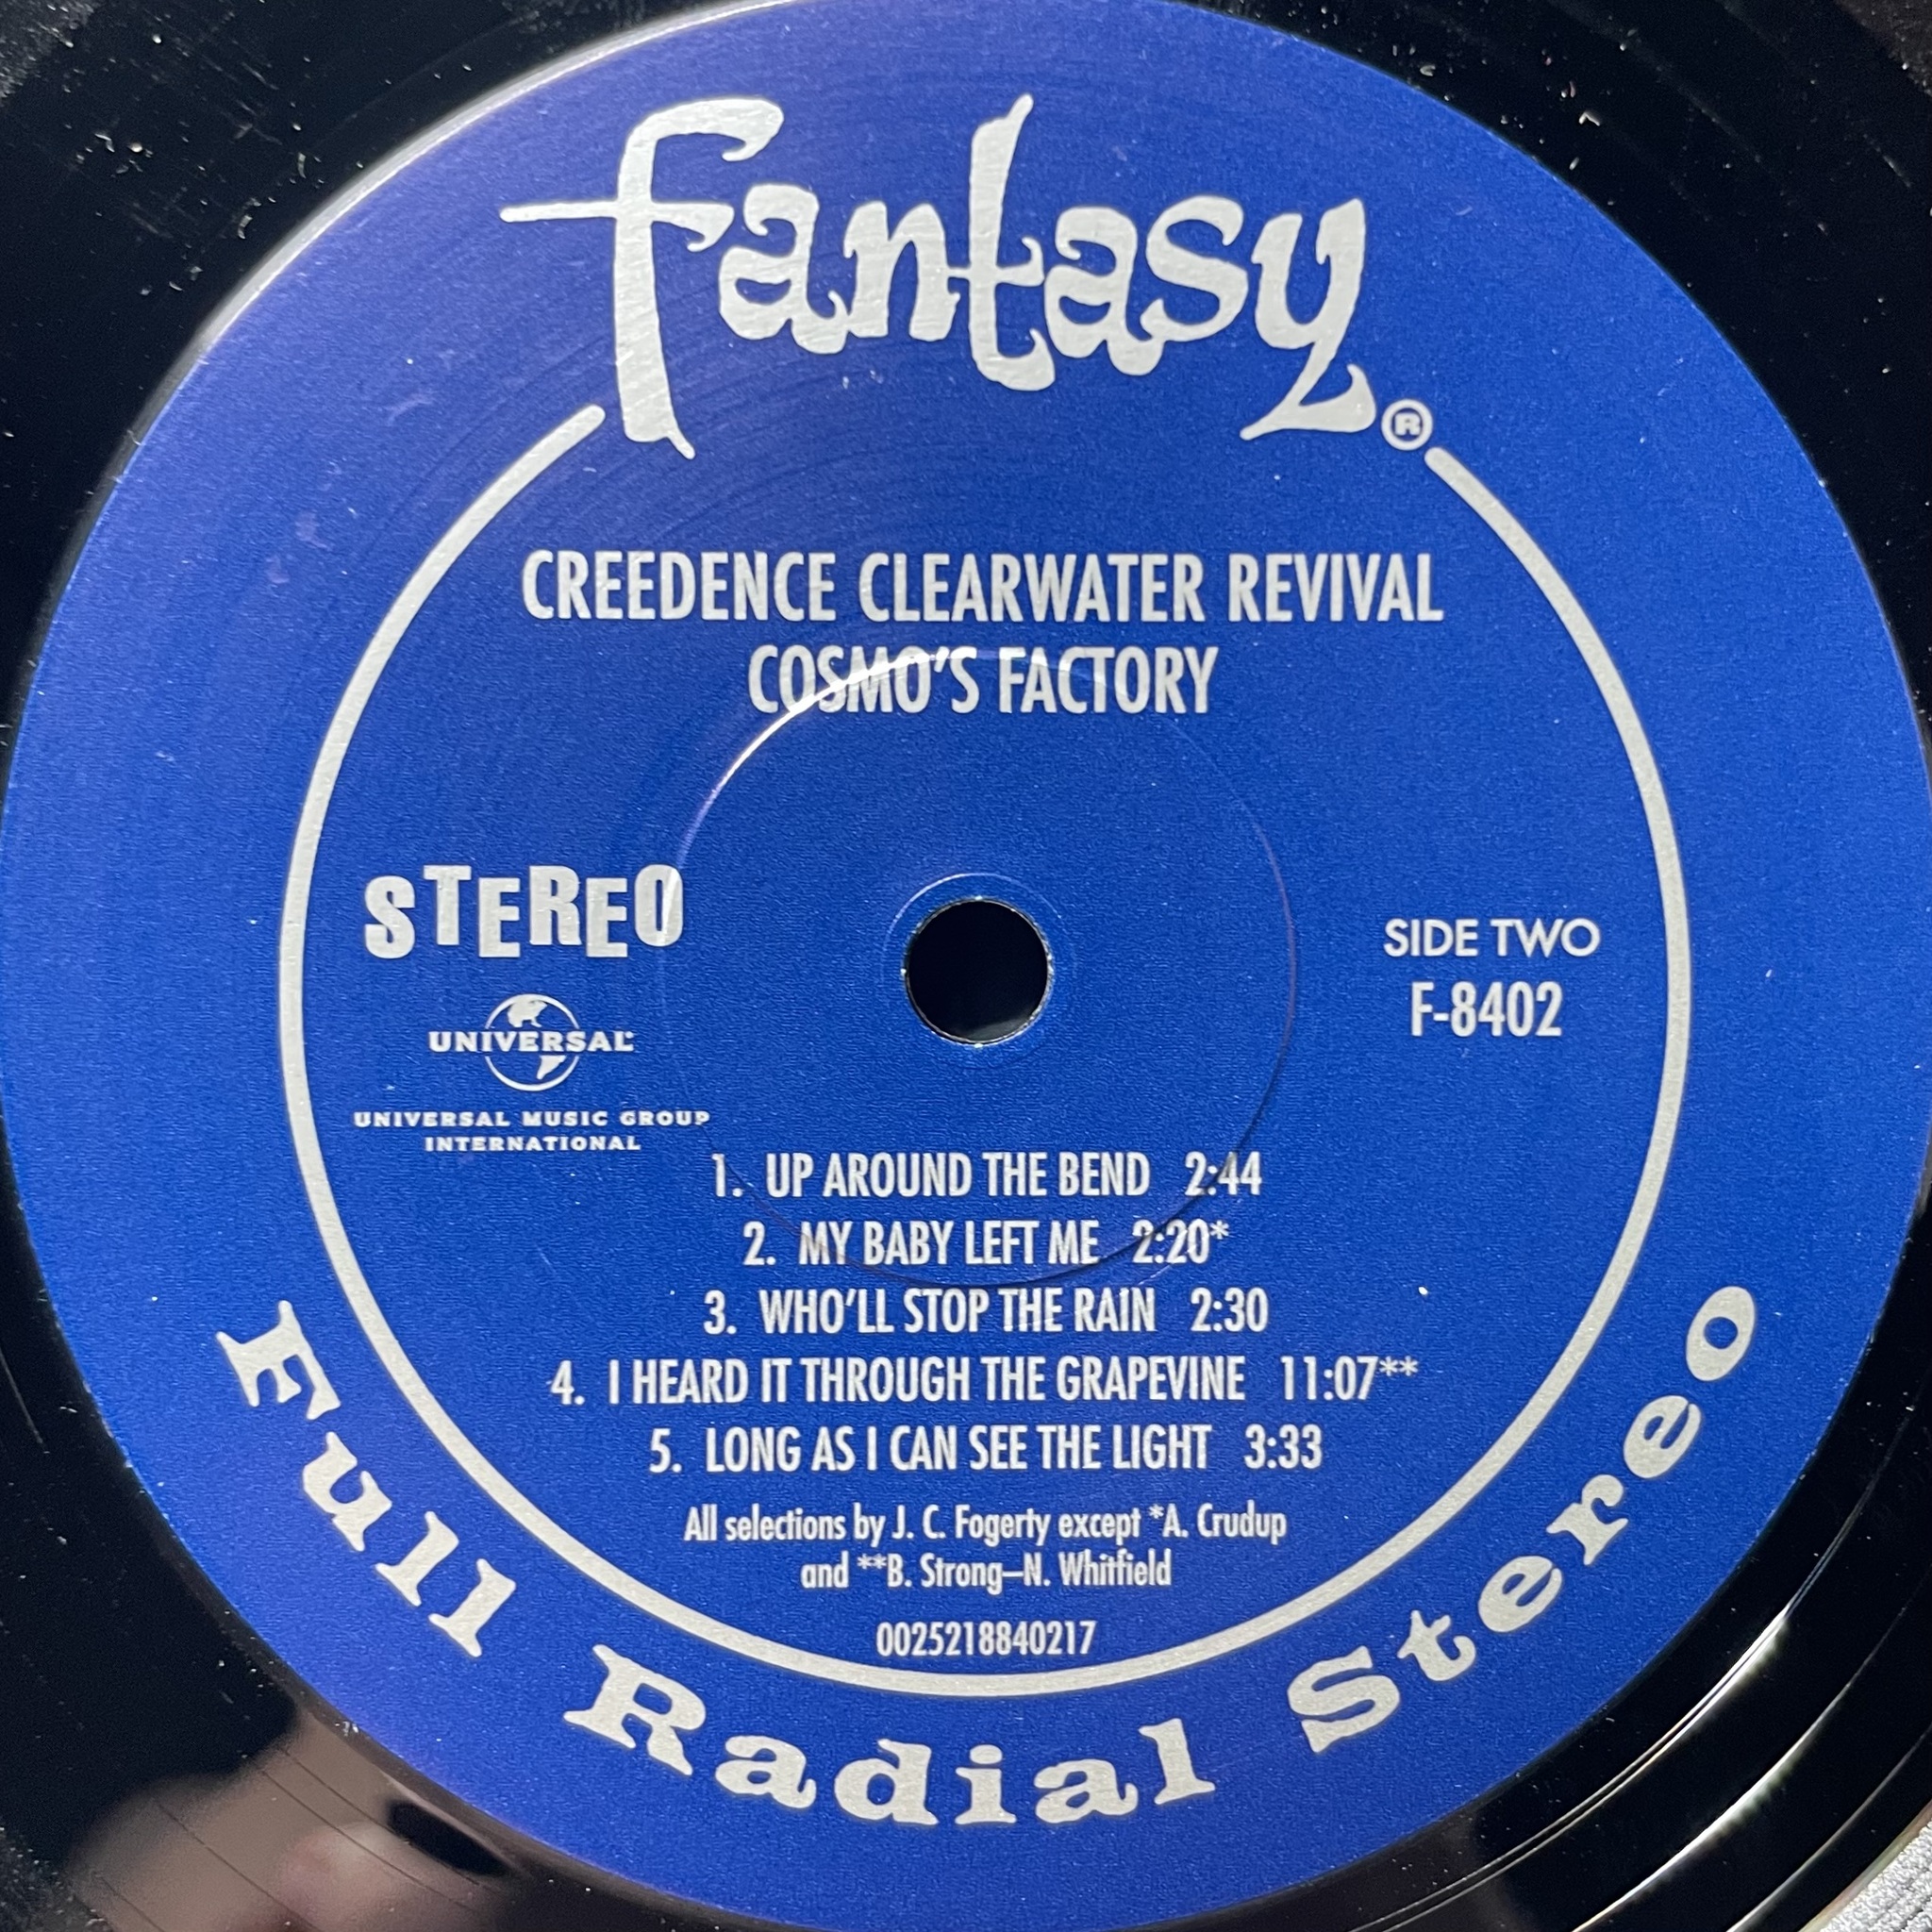 fantasy®
CREEDENCE CLEARWATER REVIVAL
COSMO'S FACTORY
STEREO
UNIVERSAL
UNIVERSAL MUSIC GROUP
INTERNATIONAL
SIDE TWO
F-8402
1. UP AROUND THE BEND 2:44
2. MY BABY LEFT ME 2:20*
3. WHO'LL STOP THE RAIN 2:30
4. I HEARD IT THROUGH THE GRAPEVINE 11:07**
5. LONG AS I CAN SEE THE LIGHT 3:33
All selections by J. C. Fogerty except *A. Crudup
and **B. Strong–N. Whitfield
0025218840217
Full Radial Stereo